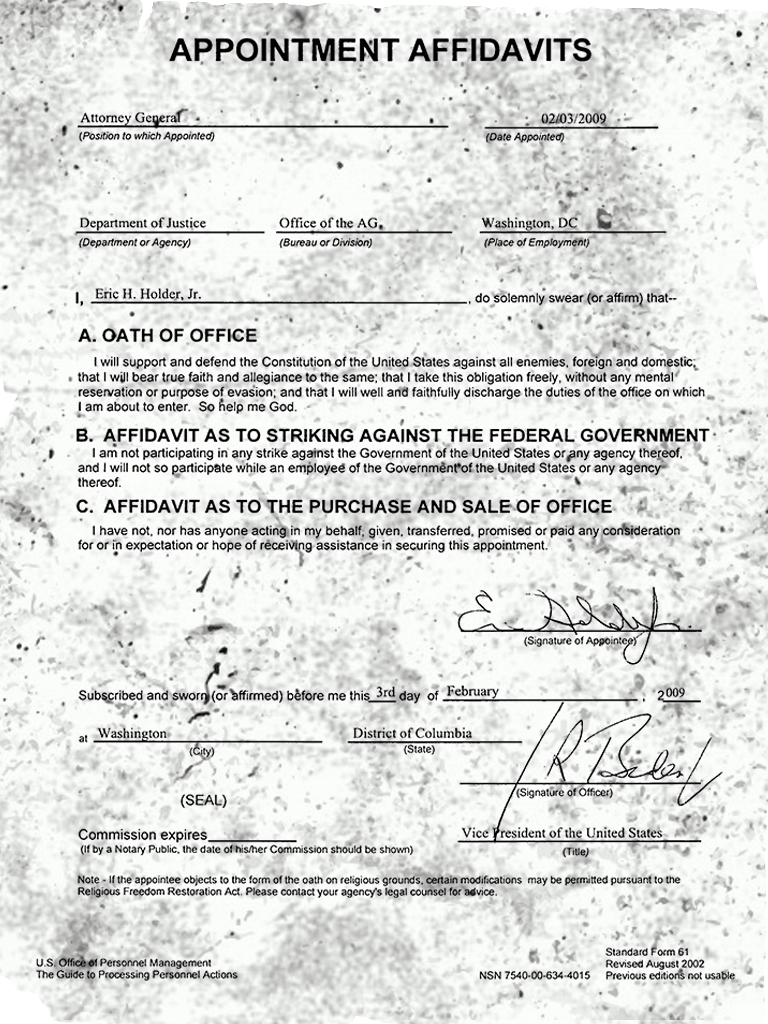 APPOINTMENT AFFIDAVITS
Attorney General 02/03/2009
(Position to which Appointed) (Date Appointed)
Department of Justice Office of the AG, Washington, DC
(Department or Agency) (Bureau or Division) (Place of Employment)
I, Eric H. Holder, Jr. , do solemnly swear (or affirm) that--
A. OATH OF OFFICE
I will support and defend the Constitution of the United States against all enemies, foreign and domestic;
that I will bear true faith and allegiance to the same; that I take this obligation freely, without any mental
reservation or purpose of evasion; and that I will well and faithfully discharge the duties of the office on which
I am about to enter. So help me God.
B. AFFIDAVIT AS TO STRIKING AGAINST THE FEDERAL GOVERNMENT
I am not participating in any strike against the Government of the United States or any agency thereof,
and I will not so participate while an employee of the Government of the United States or any agency
thereof.
C. AFFIDAVIT AS TO THE PURCHASE AND SALE OF OFFICE
I have not, nor has anyone acting in my behalf, given, transferred, promised or paid any consideration
for or in expectation or hope of receiving assistance in securing this appointment.
(Signature of Appointee)
Subscribed and sworn (or affirmed) before me this 3rd day of February , 2009
at Washington District of Columbia
(City) (State)
(Signature of Officer)
(SEAL)
Commission expires Vice President of the United States
(If by a Notary Public, the date of his/her Commission should be shown) (Title)
Note - If the appointee objects to the form of the oath on religious grounds, certain modifications may be permitted pursuant to the
Religious Freedom Restoration Act. Please contact your agency's legal counsel for advice.
U.S. Office of Personnel Management
The Guide to Processing Personnel Actions
NSN 7540-00-634-4015
Standard Form 61
Revised August 2002
Previous editions not usable